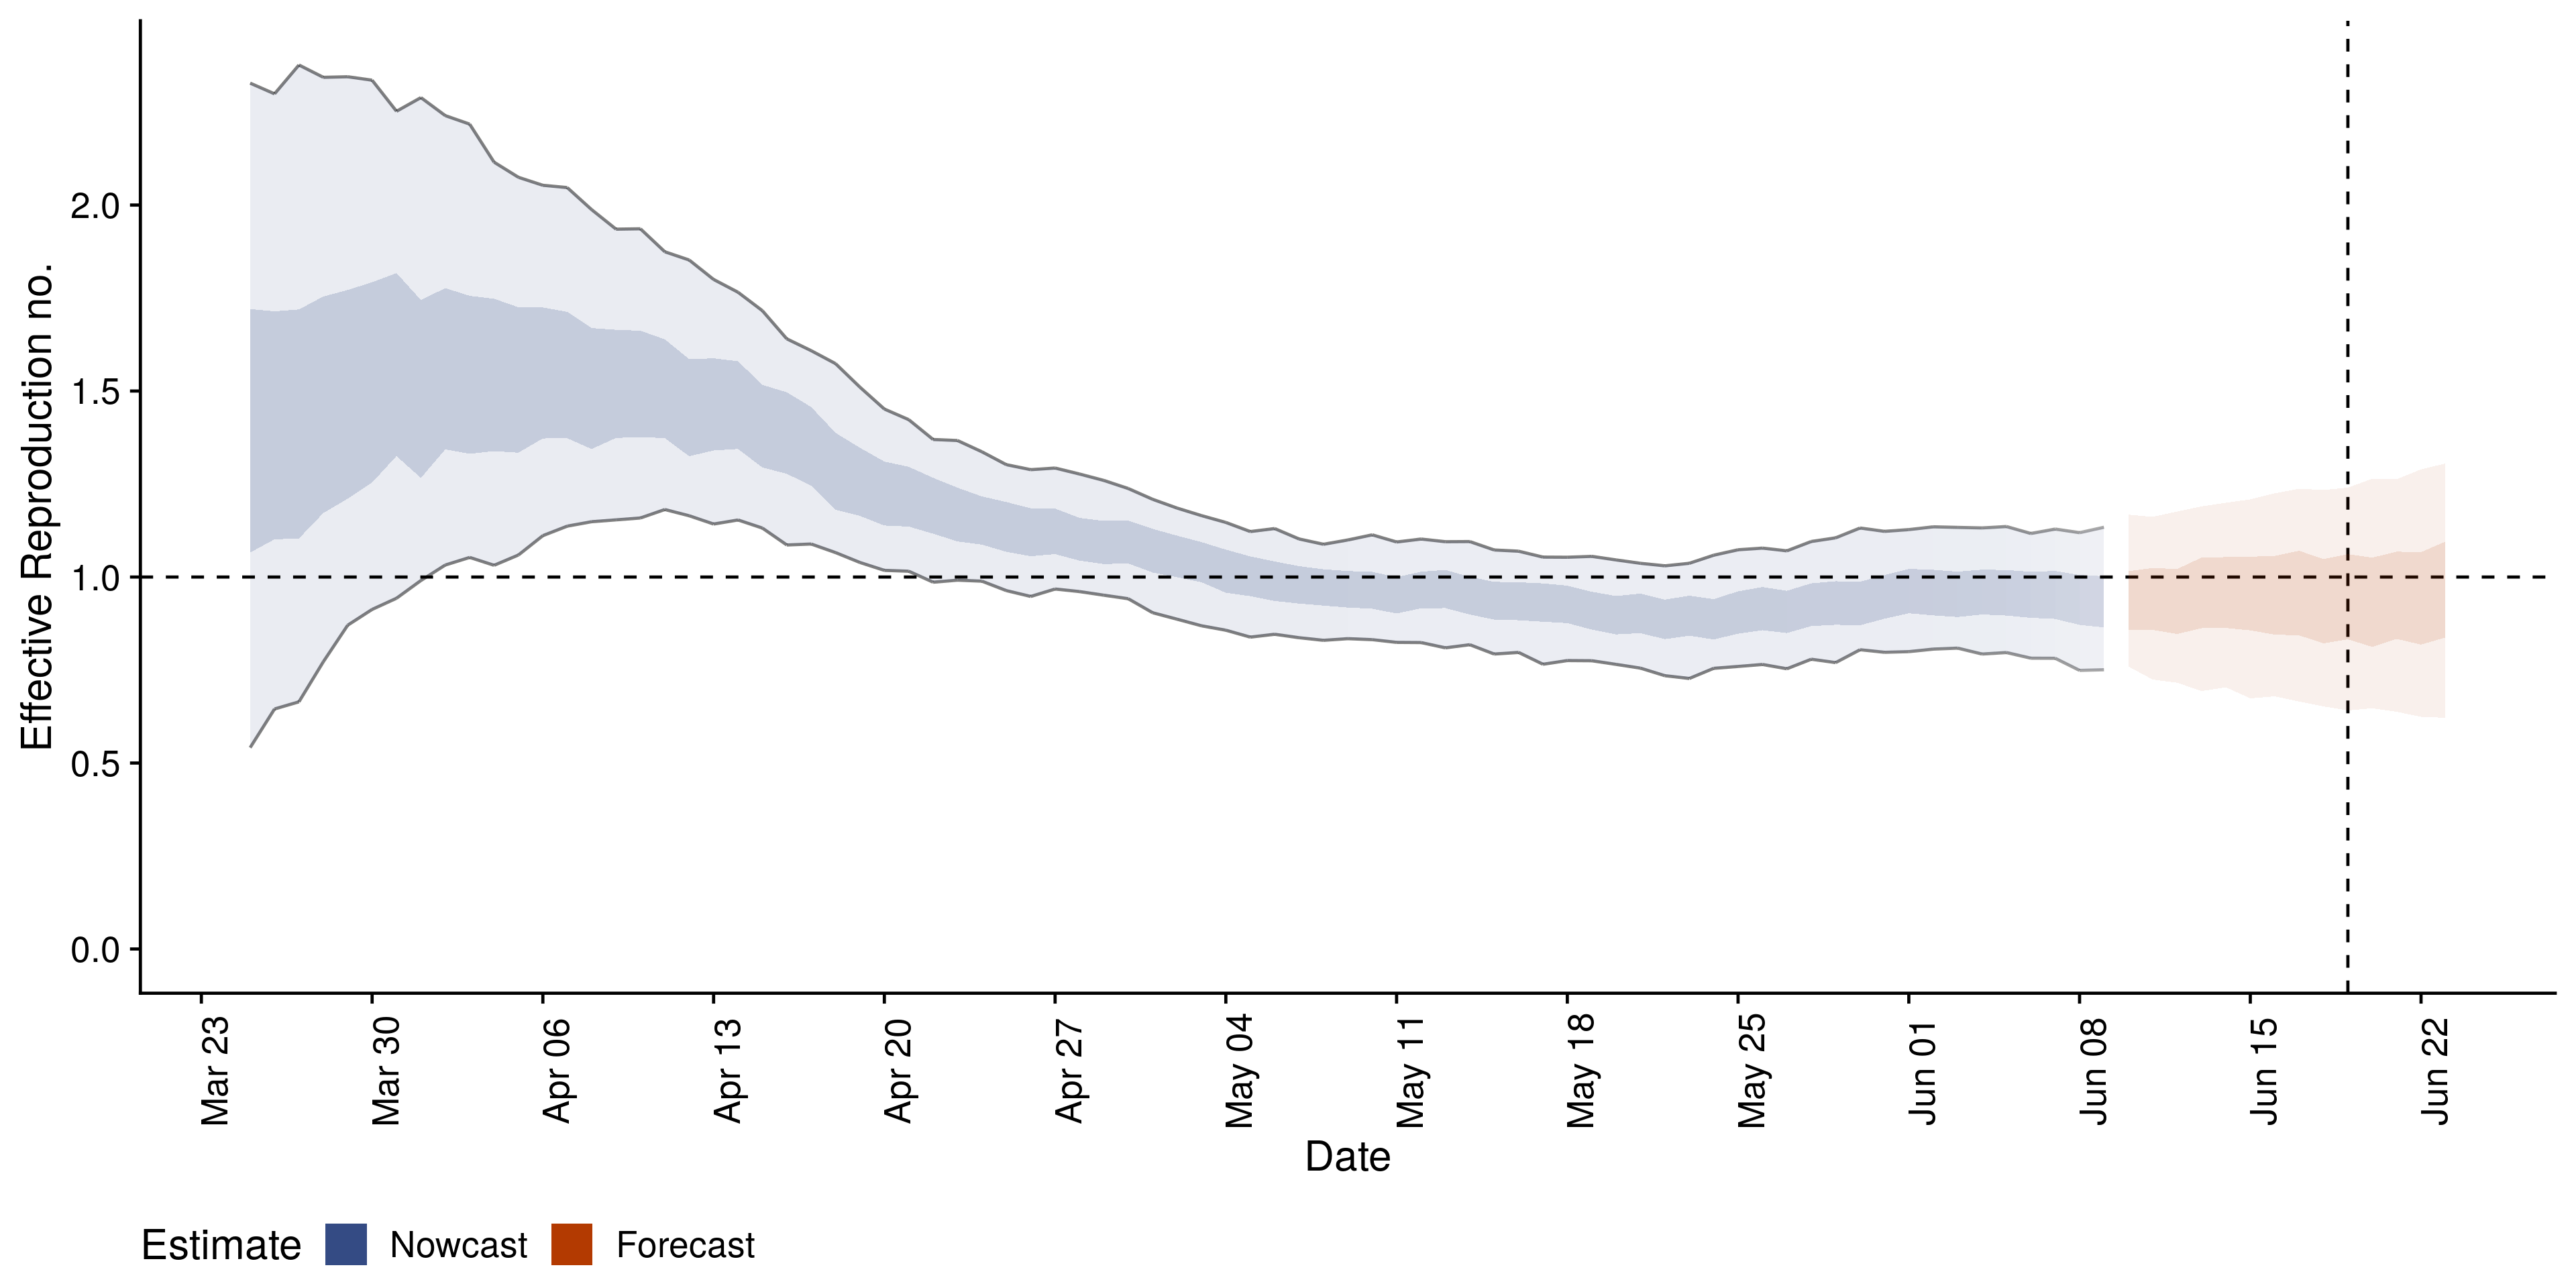 Effective Reproduction no.
2.0
1.5
1.0
0.5
0.0
Mar 23
Mar 30
Apr 06
Apr 13
Apr 20
Apr 27
May 04
May 11
May 18
May 25
Jun 01
Jun 08
Jun 15
Jun 22
Date
Estimate Nowcast Forecast